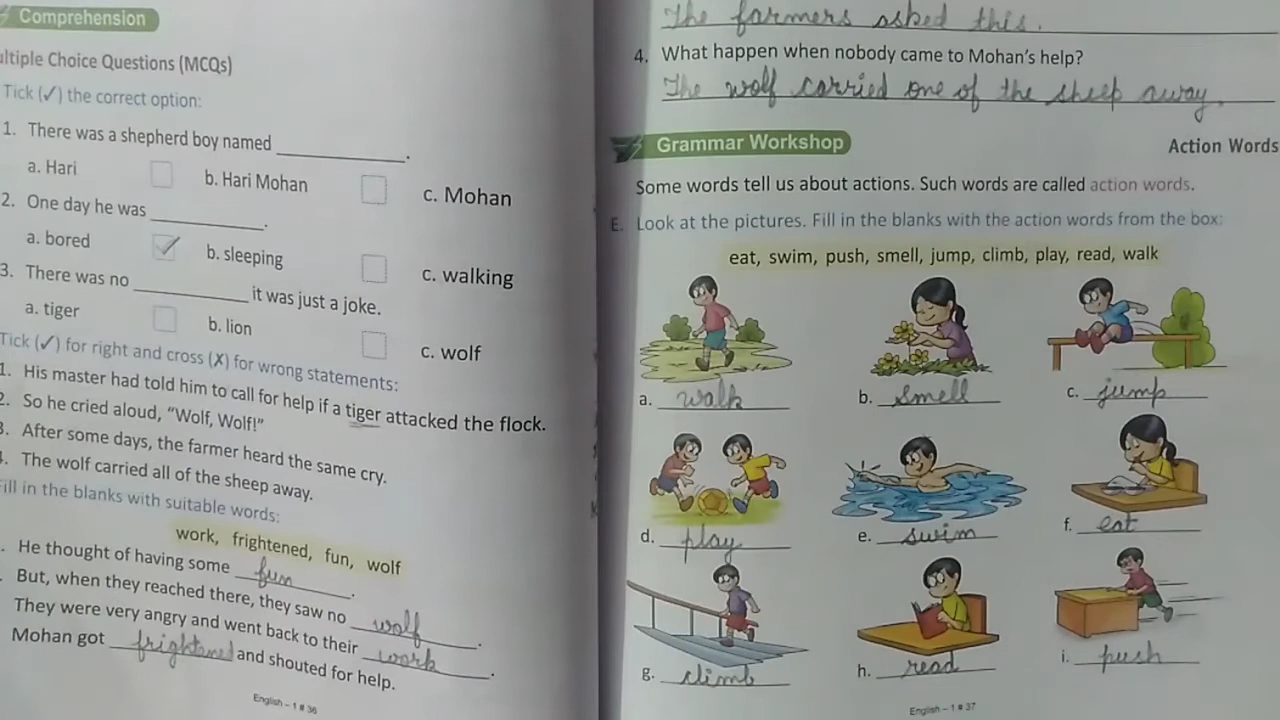 Comprehension
ultiple Choice Questions (MCQs)
Tick (✓) the correct option:
1. There was a shepherd boy named ____________.
a. Hari b. Hari Mohan c. Mohan
2. One day he was ____________.
a. bored ✓ b. sleeping c. walking
3. There was no ____________ it was just a joke.
a. tiger b. lion c. wolf
Tick (✓) for right and cross (✗) for wrong statements:
1. His master had told him to call for help if a tiger attacked the flock.
2. So he cried aloud, “Wolf, Wolf!”
3. After some days, the farmer heard the same cry.
4. The wolf carried all of the sheep away.
Fill in the blanks with suitable words:
work, frightened, fun, wolf
. He thought of having some fun.
But, when they reached there, they saw no wolf.
They were very angry and went back to their work.
Mohan got frightened and shouted for help.
English – 1 # 36
The farmers asked this.
4. What happen when nobody came to Mohan’s help?
The wolf carried one of the sheep away.
Grammar Workshop Action Words
Some words tell us about actions. Such words are called action words.
E. Look at the pictures. Fill in the blanks with the action words from the box:
eat, swim, push, smell, jump, climb, play, read, walk
a. walk b. smell c. jump
d. play e. swim f. eat
g. climb h. read i. push
English – 1 # 37